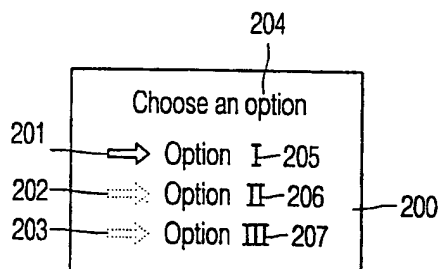 204
Choose an option
201 Option I 205
202 Option II 206
203 Option III 207
200